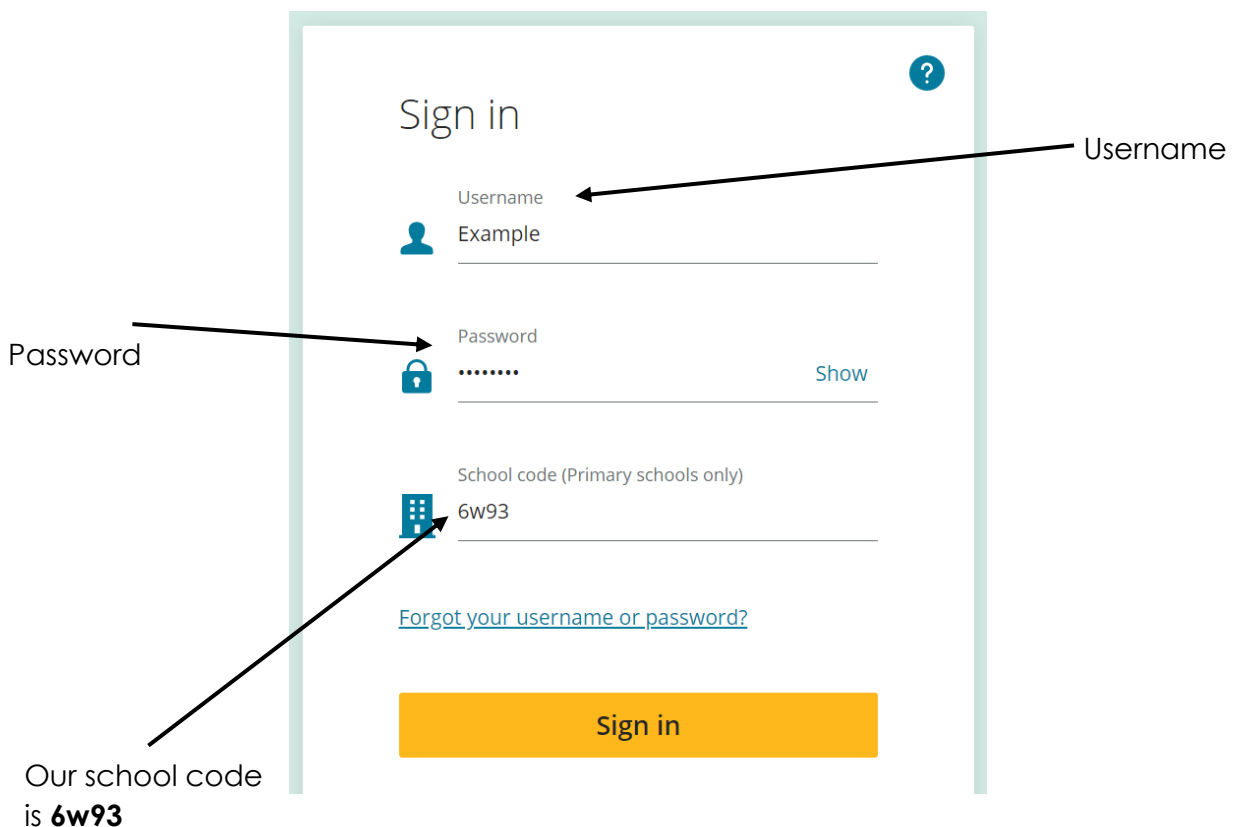 ?
Sign in
Username
Username
Example
Password
Password
•••••••• Show
School code (Primary schools only)
6w93
Forgot your username or password?
Sign in
Our school code
is 6w93